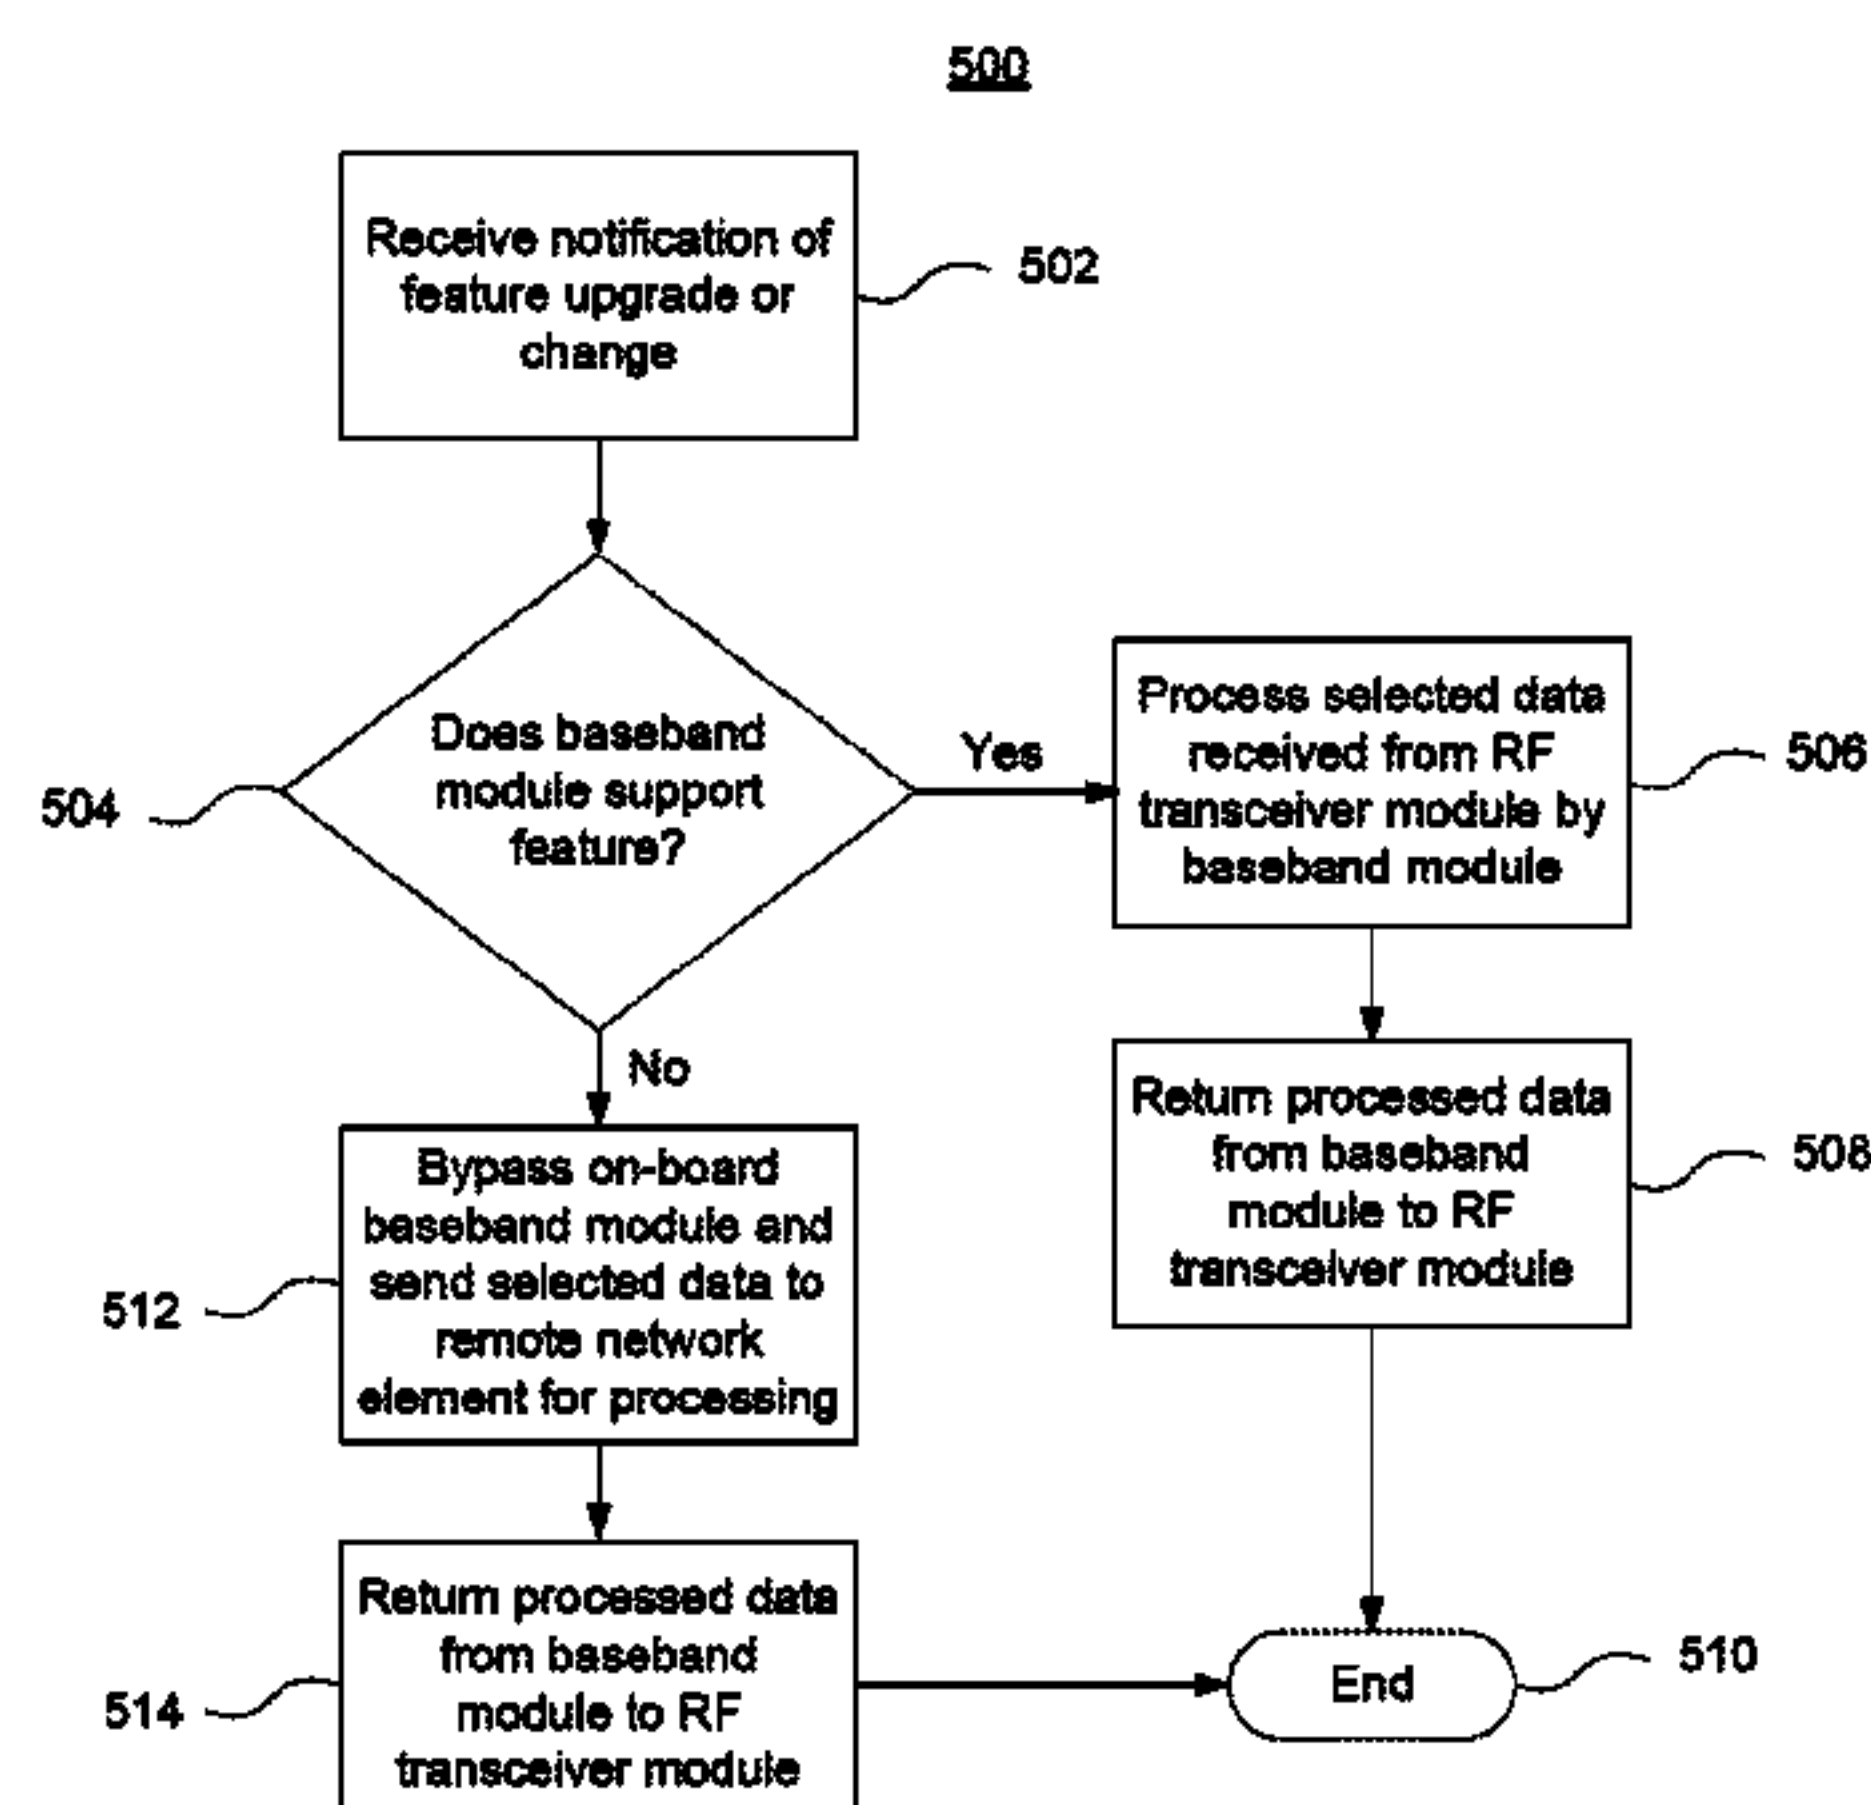 500
Receive notification of
feature upgrade or
change
502
Does baseband
module support
feature?
504
Yes
Process selected data
received from RF
transceiver module by
baseband module
506
No
Return processed data
from baseband
module to RF
transceiver module
508
Bypass on-board
baseband module and
send selected data to
remote network
element for processing
512
Return processed data
from baseband
module to RF
transceiver module
514
End
510